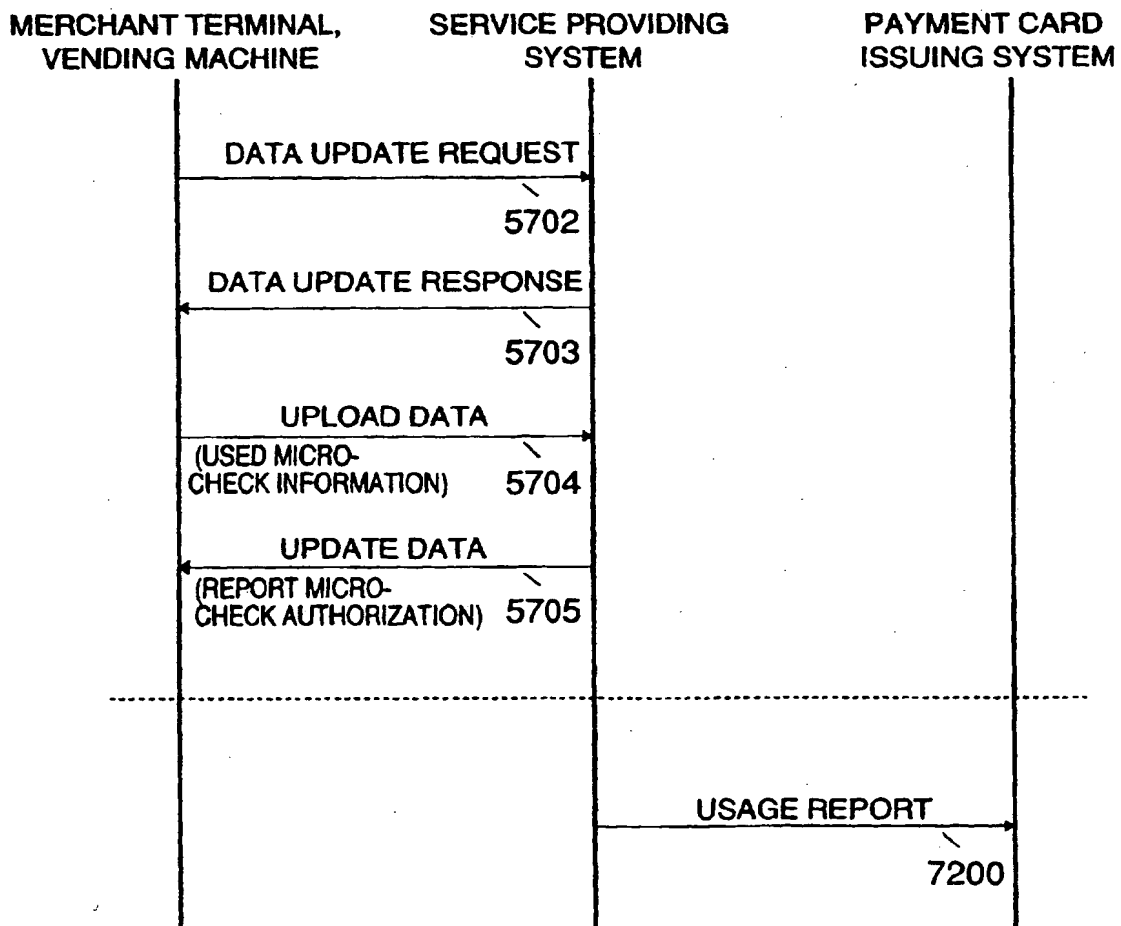 MERCHANT TERMINAL,
VENDING MACHINE
SERVICE PROVIDING
SYSTEM
PAYMENT CARD
ISSUING SYSTEM
DATA UPDATE REQUEST
5702
DATA UPDATE RESPONSE
5703
UPLOAD DATA
(USED MICRO-
CHECK INFORMATION)
5704
UPDATE DATA
(REPORT MICRO-
CHECK AUTHORIZATION)
5705
USAGE REPORT
7200